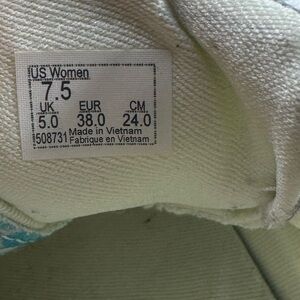 US Women
7.5
UK EUR CM
5.0 38.0 24.0
508731 Made in Vietnam
Fabrique en Vietnam